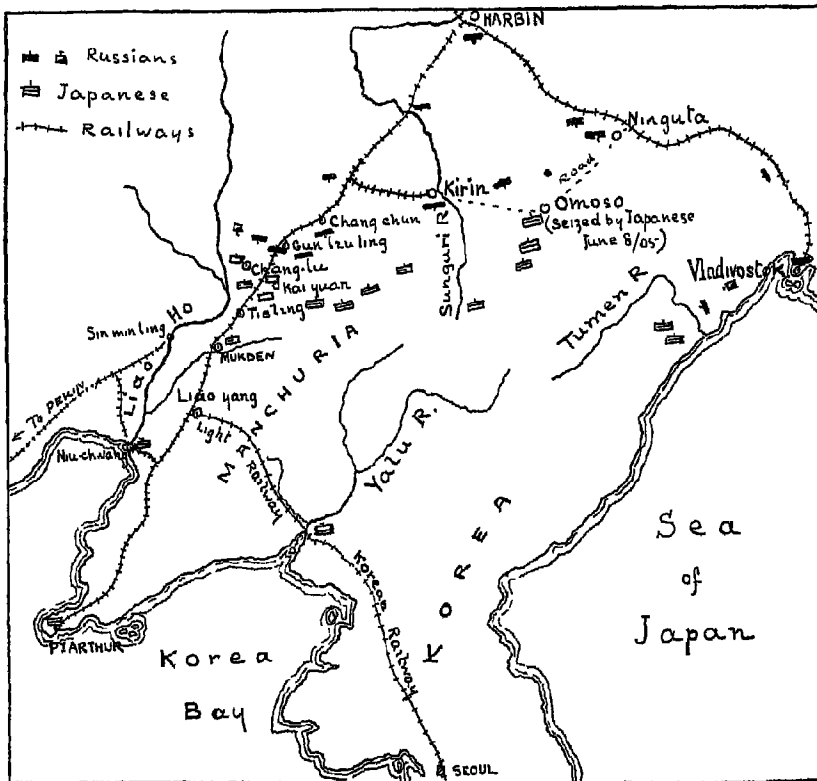 HARBIN
Russians
Japanese
Railways
Ninguta
Road
Kirin
Omoso
(Seized by Japanese
June 8/05)
Chang chun
Gun tzu ling
Chang-tu
Kai yuan
Tieling
Sunguri R
Vladivostok
Tumen R
Sin min ting
Liao Ho
MUKDEN
MANCHURIA
TO PEKIN
Liao yang
Light Railway
Niu-chwang
Yalu R.
KOREA
Korean Railway
Sea
of
Japan
PT ARTHUR
Korea
Bay
SEOUL